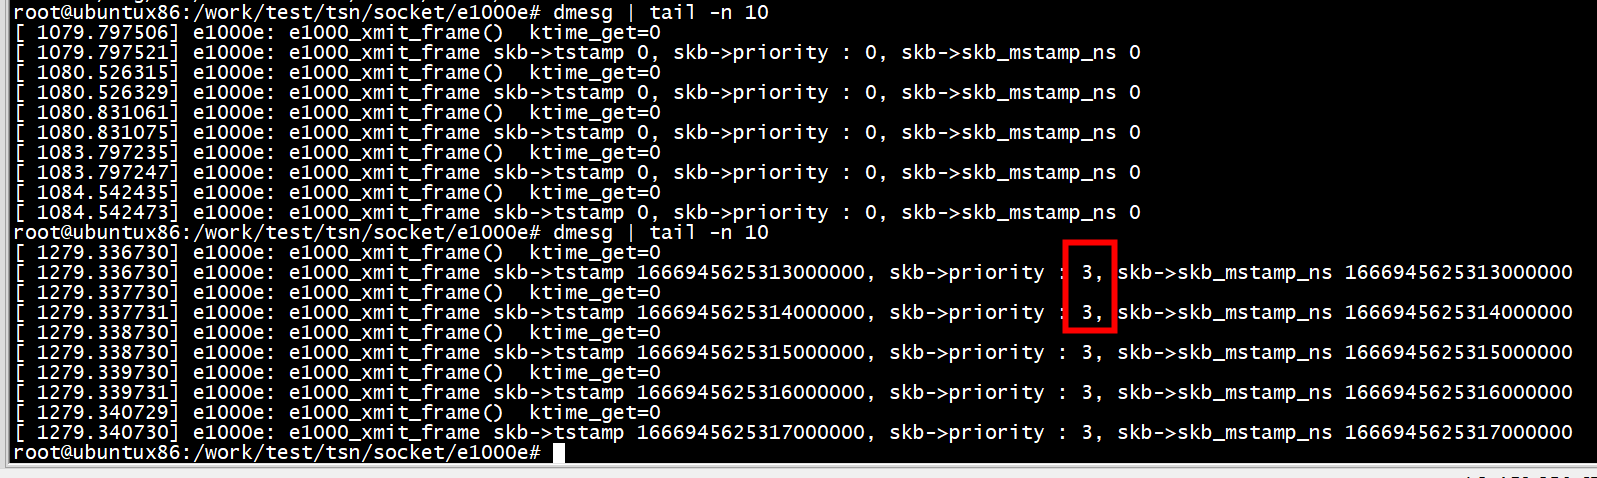 root@ubuntux86:/work/test/tsn/socket/e1000e# dmesg | tail -n 10
[ 1079.797506] e1000e: e1000_xmit_frame()  ktime_get=0
[ 1079.797521] e1000e: e1000_xmit_frame skb->tstamp 0, skb->priority : 0, skb->skb_mstamp_ns 0
[ 1080.526315] e1000e: e1000_xmit_frame()  ktime_get=0
[ 1080.526329] e1000e: e1000_xmit_frame skb->tstamp 0, skb->priority : 0, skb->skb_mstamp_ns 0
[ 1080.831061] e1000e: e1000_xmit_frame()  ktime_get=0
[ 1080.831075] e1000e: e1000_xmit_frame skb->tstamp 0, skb->priority : 0, skb->skb_mstamp_ns 0
[ 1083.797235] e1000e: e1000_xmit_frame()  ktime_get=0
[ 1083.797247] e1000e: e1000_xmit_frame skb->tstamp 0, skb->priority : 0, skb->skb_mstamp_ns 0
[ 1084.542435] e1000e: e1000_xmit_frame()  ktime_get=0
[ 1084.542473] e1000e: e1000_xmit_frame skb->tstamp 0, skb->priority : 0, skb->skb_mstamp_ns 0
root@ubuntux86:/work/test/tsn/socket/e1000e# dmesg | tail -n 10
[ 1279.336730] e1000e: e1000_xmit_frame()  ktime_get=0
[ 1279.336730] e1000e: e1000_xmit_frame skb->tstamp 1666945625313000000, skb->priority : 3, skb->skb_mstamp_ns 1666945625313000000
[ 1279.337730] e1000e: e1000_xmit_frame()  ktime_get=0
[ 1279.337731] e1000e: e1000_xmit_frame skb->tstamp 1666945625314000000, skb->priority : 3, skb->skb_mstamp_ns 1666945625314000000
[ 1279.338730] e1000e: e1000_xmit_frame()  ktime_get=0
[ 1279.338730] e1000e: e1000_xmit_frame skb->tstamp 1666945625315000000, skb->priority : 3, skb->skb_mstamp_ns 1666945625315000000
[ 1279.339730] e1000e: e1000_xmit_frame()  ktime_get=0
[ 1279.339731] e1000e: e1000_xmit_frame skb->tstamp 1666945625316000000, skb->priority : 3, skb->skb_mstamp_ns 1666945625316000000
[ 1279.340729] e1000e: e1000_xmit_frame()  ktime_get=0
[ 1279.340730] e1000e: e1000_xmit_frame skb->tstamp 1666945625317000000, skb->priority : 3, skb->skb_mstamp_ns 1666945625317000000
root@ubuntux86:/work/test/tsn/socket/e1000e#